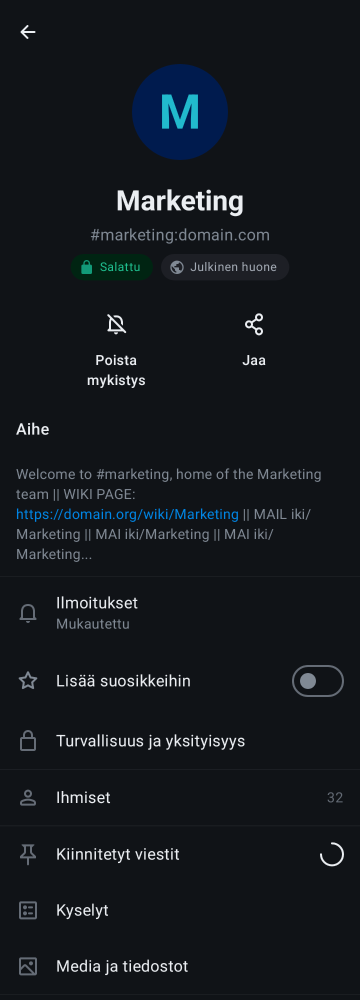 M
Marketing
#marketing:domain.com
Salattu
Julkinen huone
Poista
mykistys
Jaa
Aihe
Welcome to #marketing, home of the Marketing
team || WIKI PAGE:
https://domain.org/wiki/Marketing || MAIL iki/
Marketing || MAI iki/Marketing || MAI iki/
Marketing...
Ilmoitukset
Mukautettu
Lisää suosikkeihin
Turvallisuus ja yksityisyys
Ihmiset 32
Kiinnitetyt viestit
Kyselyt
Media ja tiedostot